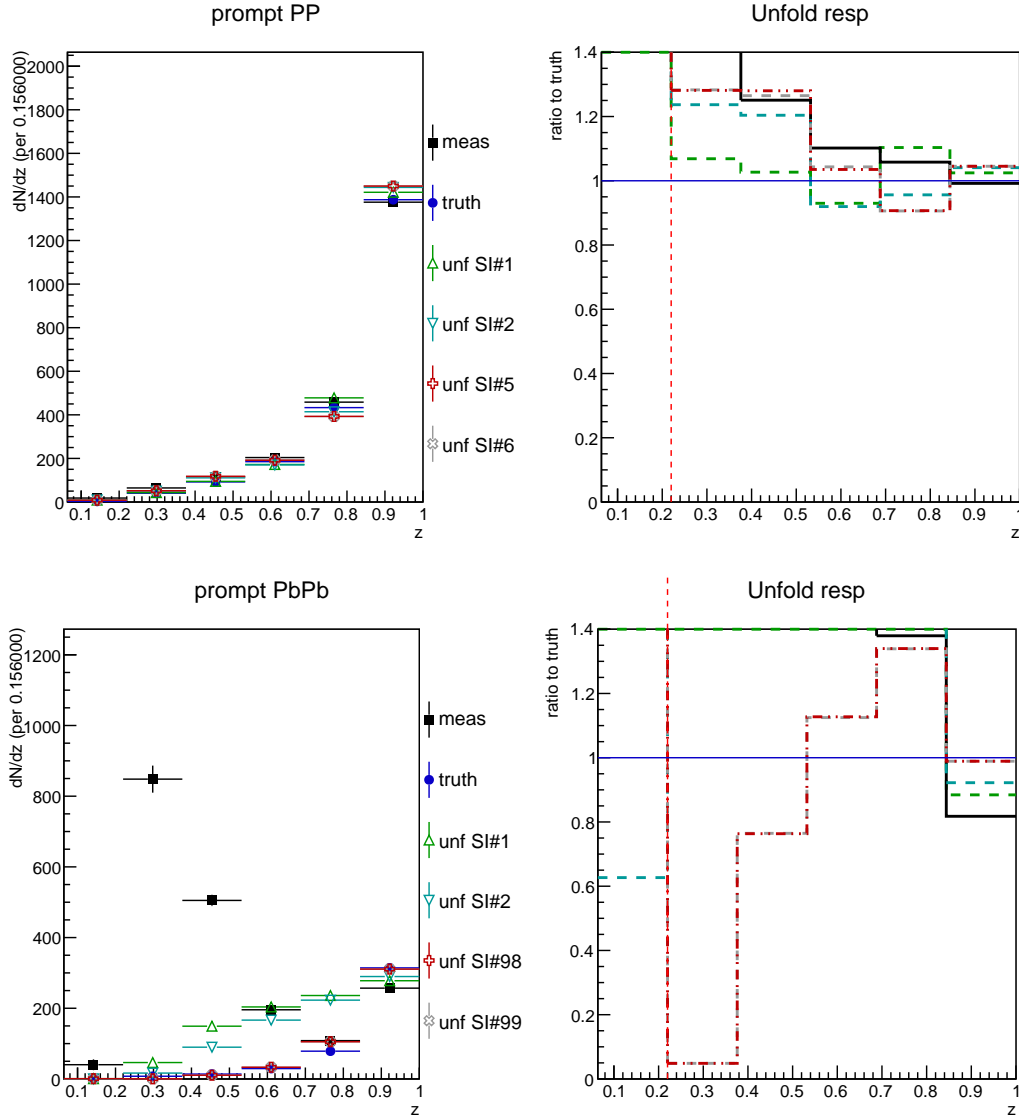 prompt PP
dN/dz (per 0.156000)
2000
1800
1600
1400
1200
1000
800
600
400
200
0
0.1 0.2 0.3 0.4 0.5 0.6 0.7 0.8 0.9 1
z
meas
truth
unf SI#1
unf SI#2
unf SI#5
unf SI#6
Unfold resp
ratio to truth
1.4
1.2
1
0.8
0.6
0.4
0.2
0
0.1 0.2 0.3 0.4 0.5 0.6 0.7 0.8 0.9 1
z
prompt PbPb
dN/dz (per 0.156000)
1200
1000
800
600
400
200
0
0.1 0.2 0.3 0.4 0.5 0.6 0.7 0.8 0.9 1
z
meas
truth
unf SI#1
unf SI#2
unf SI#98
unf SI#99
Unfold resp
ratio to truth
1.4
1.2
1
0.8
0.6
0.4
0.2
0
0.1 0.2 0.3 0.4 0.5 0.6 0.7 0.8 0.9 1
z